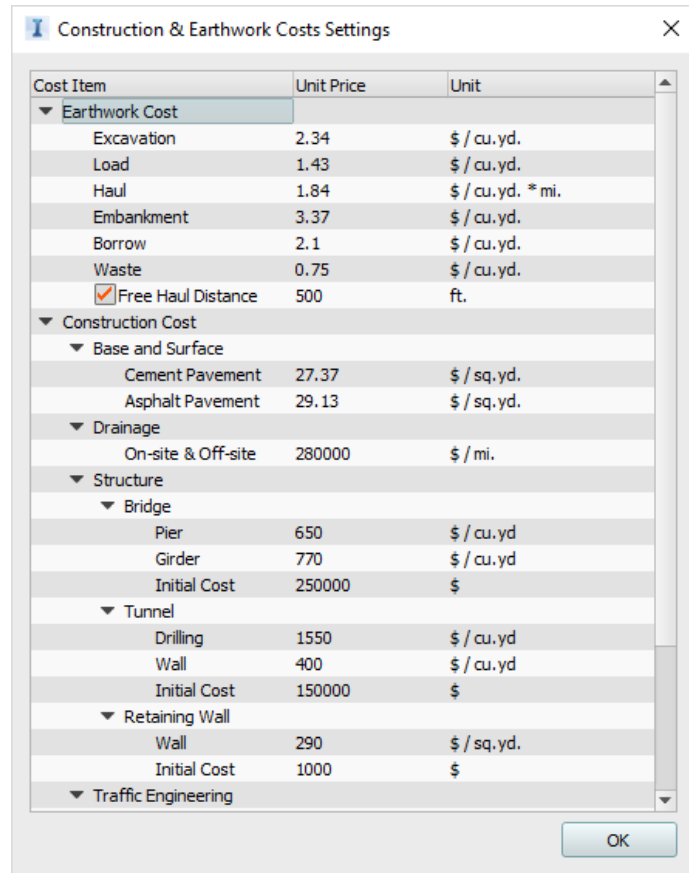 Construction & Earthwork Costs Settings
Cost Item Unit Price Unit
Earthwork Cost
Excavation 2.34 $ / cu.yd.
Load 1.43 $ / cu.yd.
Haul 1.84 $ / cu.yd. * mi.
Embankment 3.37 $ / cu.yd.
Borrow 2.1 $ / cu.yd.
Waste 0.75 $ / cu.yd.
Free Haul Distance 500 ft.
Construction Cost
Base and Surface
Cement Pavement 27.37 $ / sq.yd.
Asphalt Pavement 29.13 $ / sq.yd.
Drainage
On-site & Off-site 280000 $ / mi.
Structure
Bridge
Pier 650 $ / cu.yd
Girder 770 $ / cu.yd
Initial Cost 250000 $
Tunnel
Drilling 1550 $ / cu.yd
Wall 400 $ / cu.yd
Initial Cost 150000 $
Retaining Wall
Wall 290 $ / sq.yd.
Initial Cost 1000 $
Traffic Engineering
OK